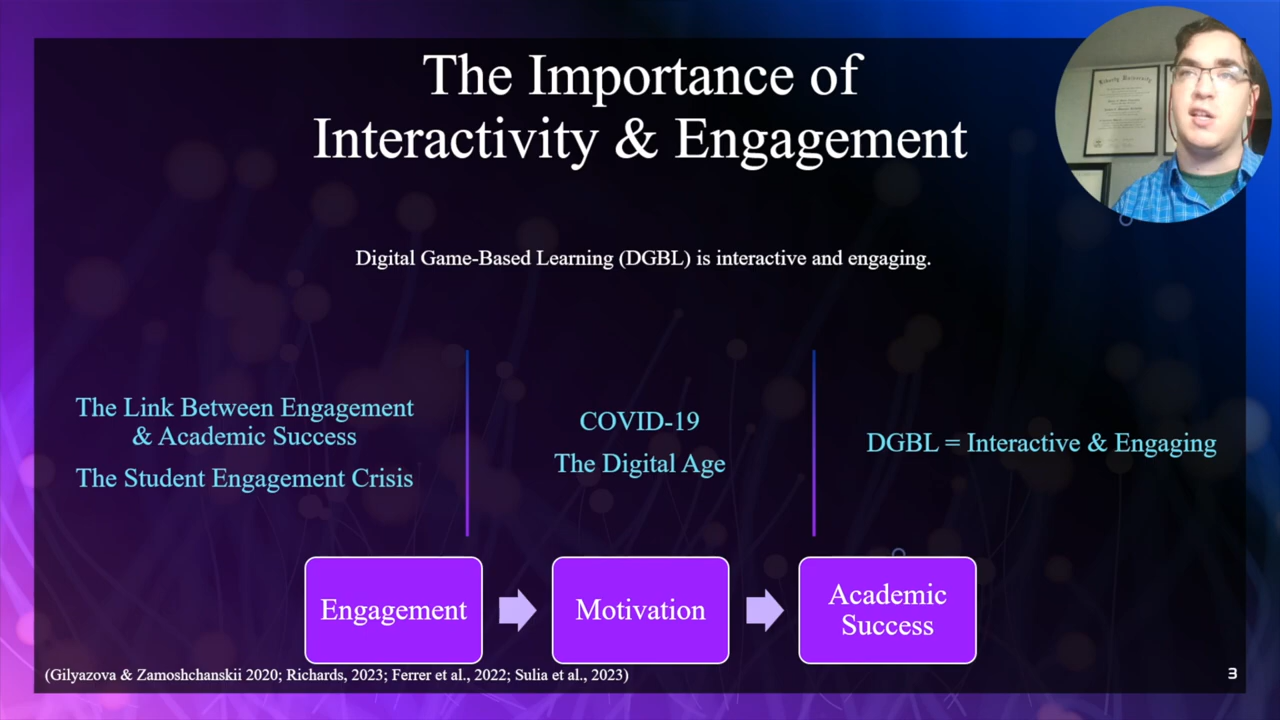 The Importance of
Interactivity & Engagement
Liberty University
Digital Game-Based Learning (DGBL) is interactive and engaging.
The Link Between Engagement
& Academic Success
The Student Engagement Crisis
COVID-19
The Digital Age
DGBL = Interactive & Engaging
Engagement
Motivation
Academic
Success
(Gilyazova & Zamoshchanskii 2020; Richards, 2023; Ferrer et al., 2022; Sulia et al., 2023)
3